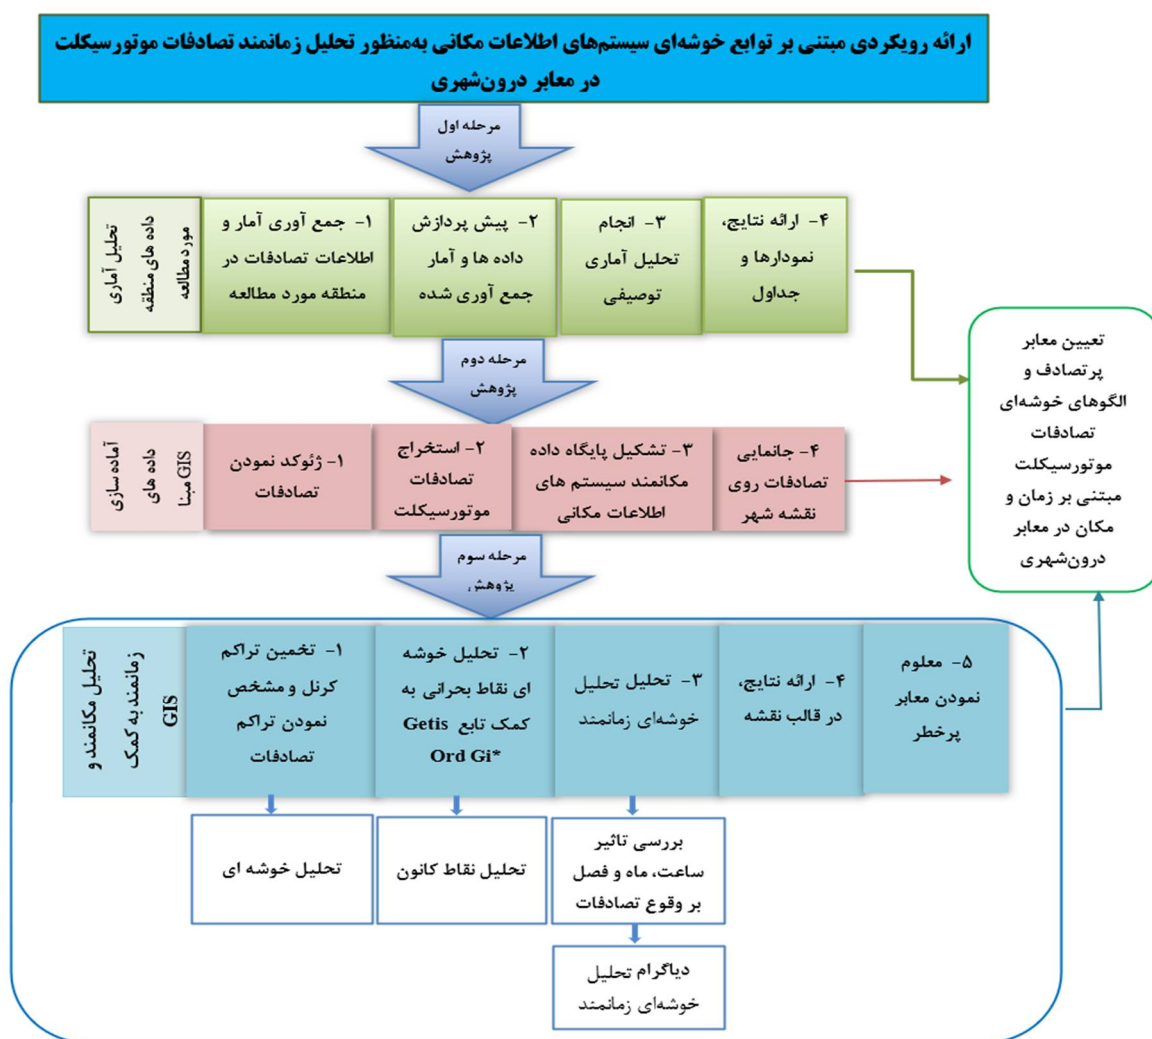 ارائه رویکردی مبتنی بر توابع خوشه‌ای سیستم‌های اطلاعات مکانی به‌منظور تحلیل زمانمند تصادفات موتورسیکلت
در معابر درون‌شهری
مرحله اول
پژوهش
تحلیل آماری
داده های منطقه
مورد مطالعه
۱- جمع آوری آمار و
اطلاعات تصادفات در
منطقه مورد مطالعه
۲- پیش پردازش
داده ها و آمار
جمع آوری شده
۳- انجام
تحلیل آماری
توصیفی
۴- ارائه نتایج،
نمودارها و
جداول
مرحله دوم
پژوهش
آماده سازی
داده های
GIS مبنا
۱- ژئوکد نمودن
تصادفات
۲- استخراج
تصادفات
موتورسیکلت
۳- تشکیل پایگاه داده
مکانمند سیستم های
اطلاعات مکانی
۴- جانمایی
تصادفات روی
نقشه شهر
تعیین معابر
پرتصادف و
الگوهای خوشه‌ای
تصادفات
موتورسیکلت
مبتنی بر زمان و
مکان در معابر
درون‌شهری
مرحله سوم
پژوهش
تحلیل مکانمند و
زمانمند به کمک
GIS
۱- تخمین تراکم
کرنل و مشخص
نمودن تراکم
تصادفات
۲- تحلیل خوشه
ای نقاط بحرانی به
کمک تابع Getis
Ord Gi*
۳- تحلیل تحلیل
خوشه‌ای زمانمند
۴- ارائه نتایج،
در قالب نقشه
۵- معلوم
نمودن معابر
پرخطر
تحلیل خوشه ای
تحلیل نقاط کانون
بررسی تاثیر
ساعت، ماه و فصل
بر وقوع تصادفات
دیاگرام تحلیل
خوشه‌ای زمانمند